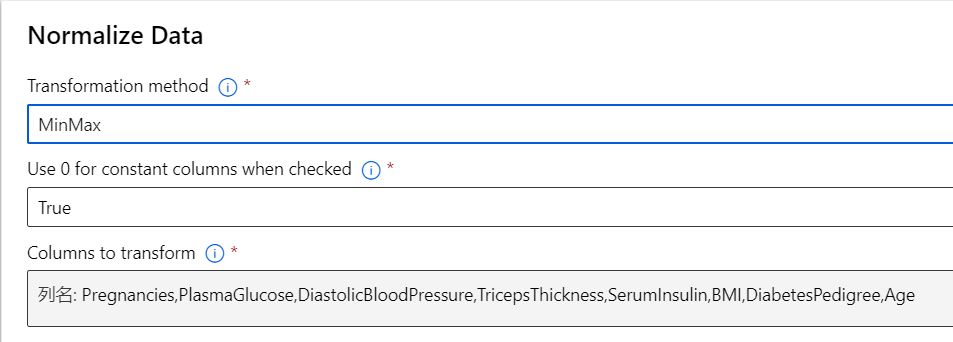 Normalize Data
Transformation method ⓘ *
MinMax
Use 0 for constant columns when checked ⓘ *
True
Columns to transform ⓘ *
列名: Pregnancies,PlasmaGlucose,DiastolicBloodPressure,TricepsThickness,SerumInsulin,BMI,DiabetesPedigree,Age